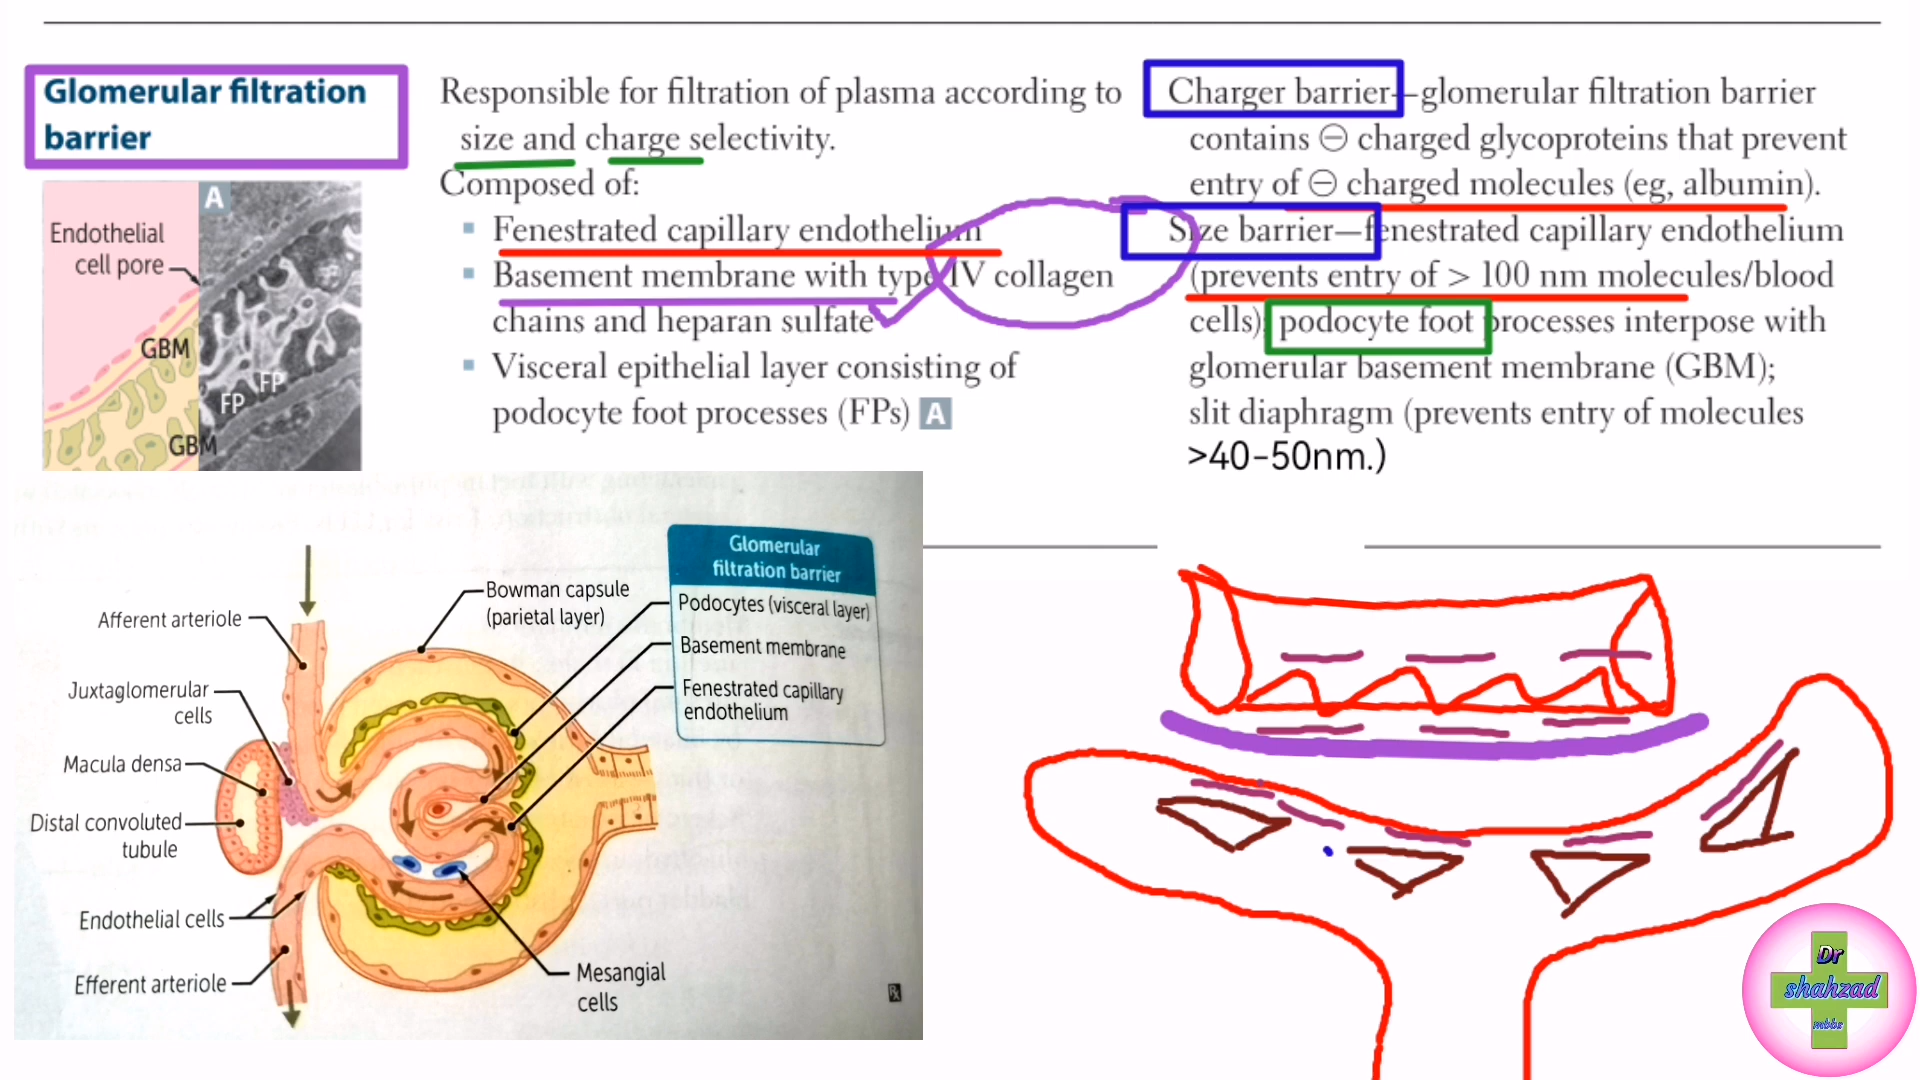 Glomerular filtration
barrier
Responsible for filtration of plasma according to
size and charge selectivity.
Composed of:
Fenestrated capillary endothelium
Basement membrane with type IV collagen
chains and heparan sulfate
Visceral epithelial layer consisting of
podocyte foot processes (FPs) A
Charger barrier—glomerular filtration barrier
contains ⊖ charged glycoproteins that prevent
entry of ⊖ charged molecules (eg, albumin).
Size barrier—fenestrated capillary endothelium
(prevents entry of > 100 nm molecules/blood
cells); podocyte foot processes interpose with
glomerular basement membrane (GBM);
slit diaphragm (prevents entry of molecules
>40-50nm.)
A
Endothelial
cell pore
GBM
FP
FP
GBM
Glomerular
filtration barrier
Podocytes (visceral layer)
Basement membrane
Fenestrated capillary
endothelium
Bowman capsule
(parietal layer)
Afferent arteriole
Juxtaglomerular
cells
Macula densa
Distal convoluted
tubule
Endothelial cells
Efferent arteriole
Mesangial
cells
Dr
shahzad
mbbs